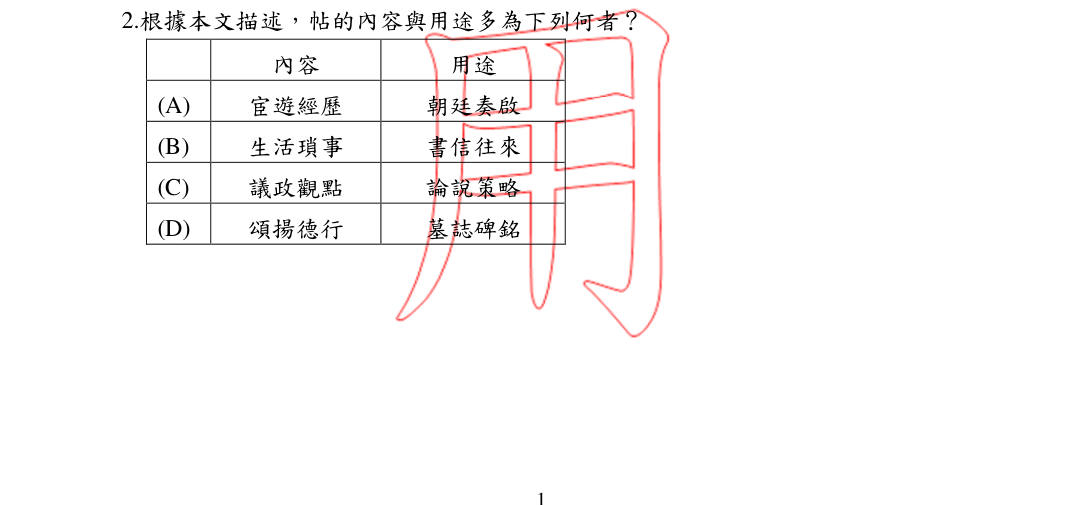 2.根據本文描述，帖的內容與用途多為下列何者？
內容 用途
(A) 宦遊經歷 朝廷奏啟
(B) 生活瑣事 書信往來
(C) 議政觀點 論說策略
(D) 頌揚德行 墓誌碑銘
用
1